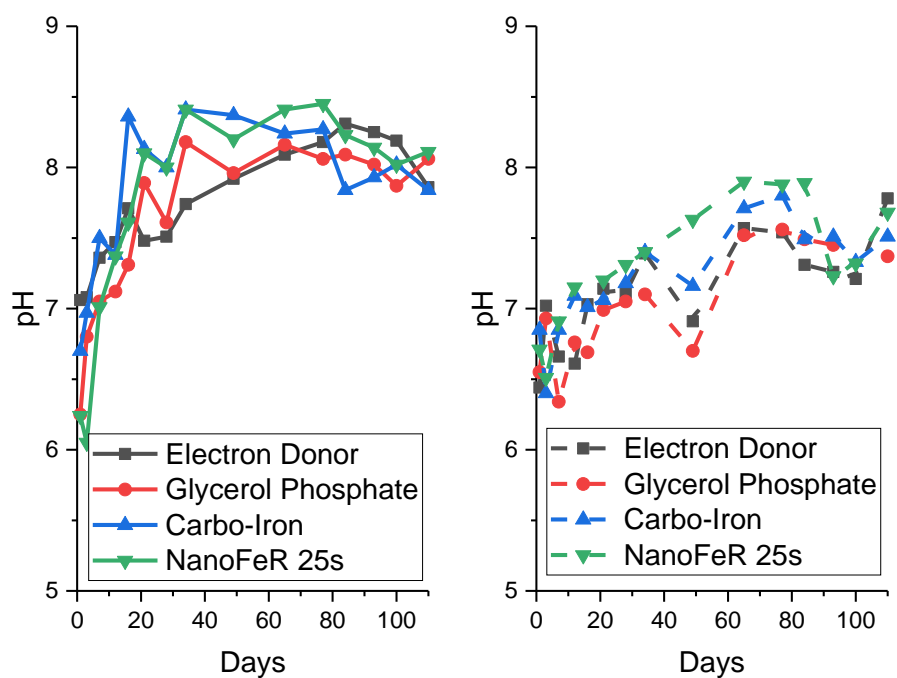 9
8
7
6
5
pH
0
20
40
60
80
100
Days
Electron Donor
Glycerol Phosphate
Carbo-Iron
NanoFeR 25s
9
8
7
6
5
pH
0
20
40
60
80
100
Days
Electron Donor
Glycerol Phosphate
Carbo-Iron
NanoFeR 25s